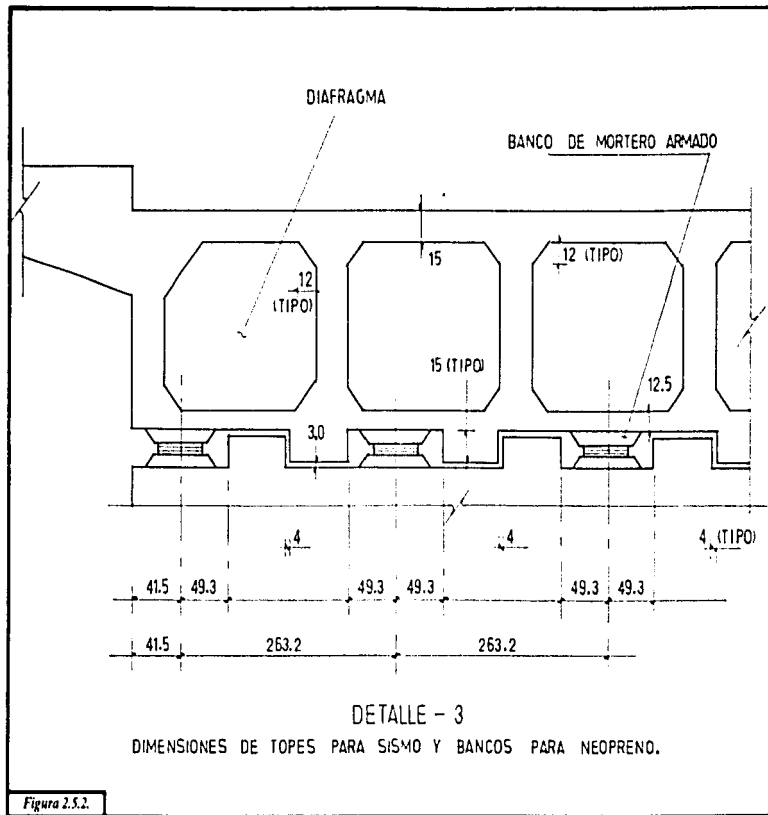 DIAFRAGMA
BANCO DE MORTERO ARMADO
15
12 (TIPO)
12
(TIPO)
15 (TIPO)
12.5
3.0
4
4
4 (TIPO)
41.5 49.3 49.3 49.3 49.3 49.3
41.5 263.2 263.2
DETALLE - 3
DIMENSIONES DE TOPES PARA SISMO Y BANCOS PARA NEOPRENO.
Figura 2.5.2.